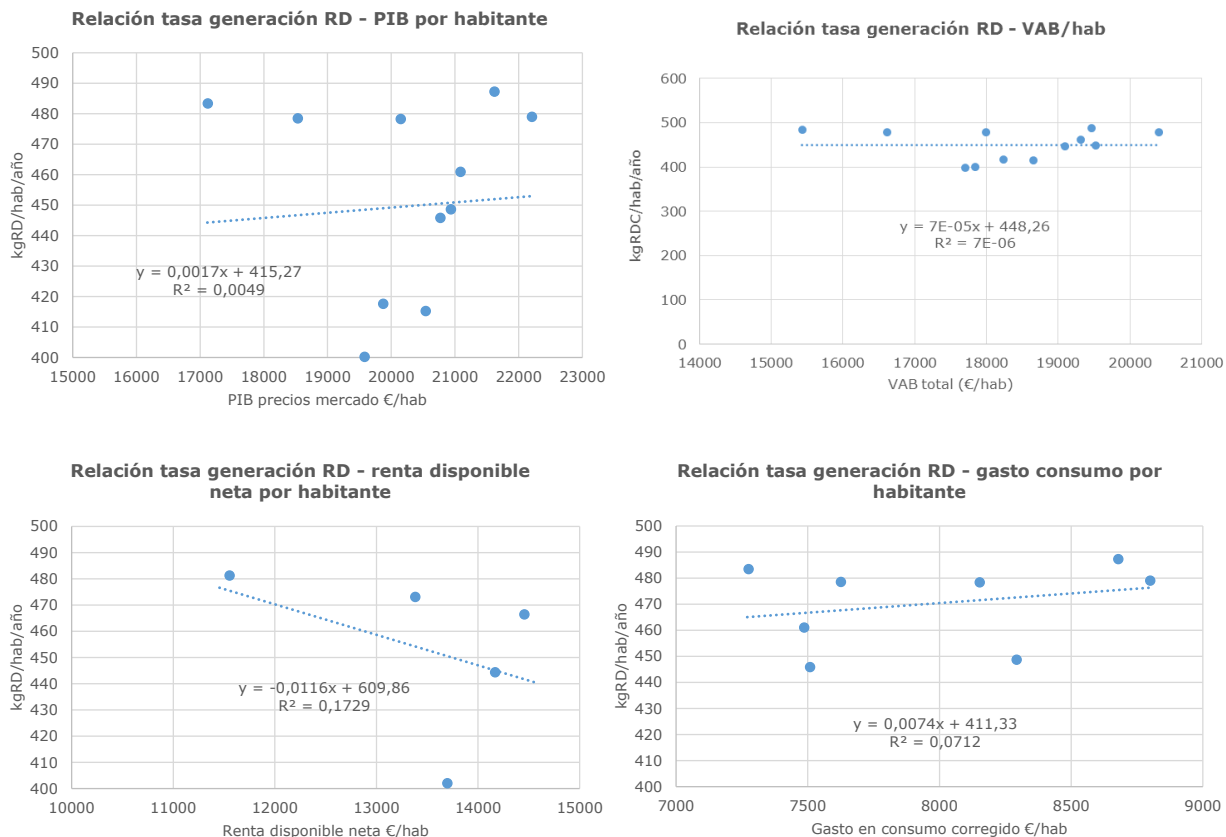 Relación tasa generación RD - PIB por habitante
500
490
480
470
460
450
440
430
420
410
400
kgRD/hab/año
y = 0,0017x + 415,27
R² = 0,0049
15000 16000 17000 18000 19000 20000 21000 22000 23000
PIB precios mercado €/hab
Relación tasa generación RD - VAB/hab
600
500
400
300
200
100
0
kgRDC/hab/año
y = 7E-05x + 448,26
R² = 7E-06
14000 15000 16000 17000 18000 19000 20000 21000
VAB total (€/hab)
Relación tasa generación RD - renta disponible
neta por habitante
500
490
480
470
460
450
440
430
420
410
400
kgRD/hab/año
y = -0,0116x + 609,86
R² = 0,1729
10000 11000 12000 13000 14000 15000
Renta disponible neta €/hab
Relación tasa generación RD - gasto consumo por
habitante
500
490
480
470
460
450
440
430
420
410
400
kgRD/hab/año
y = 0,0074x + 411,33
R² = 0,0712
7000 7500 8000 8500 9000
Gasto en consumo corregido €/hab